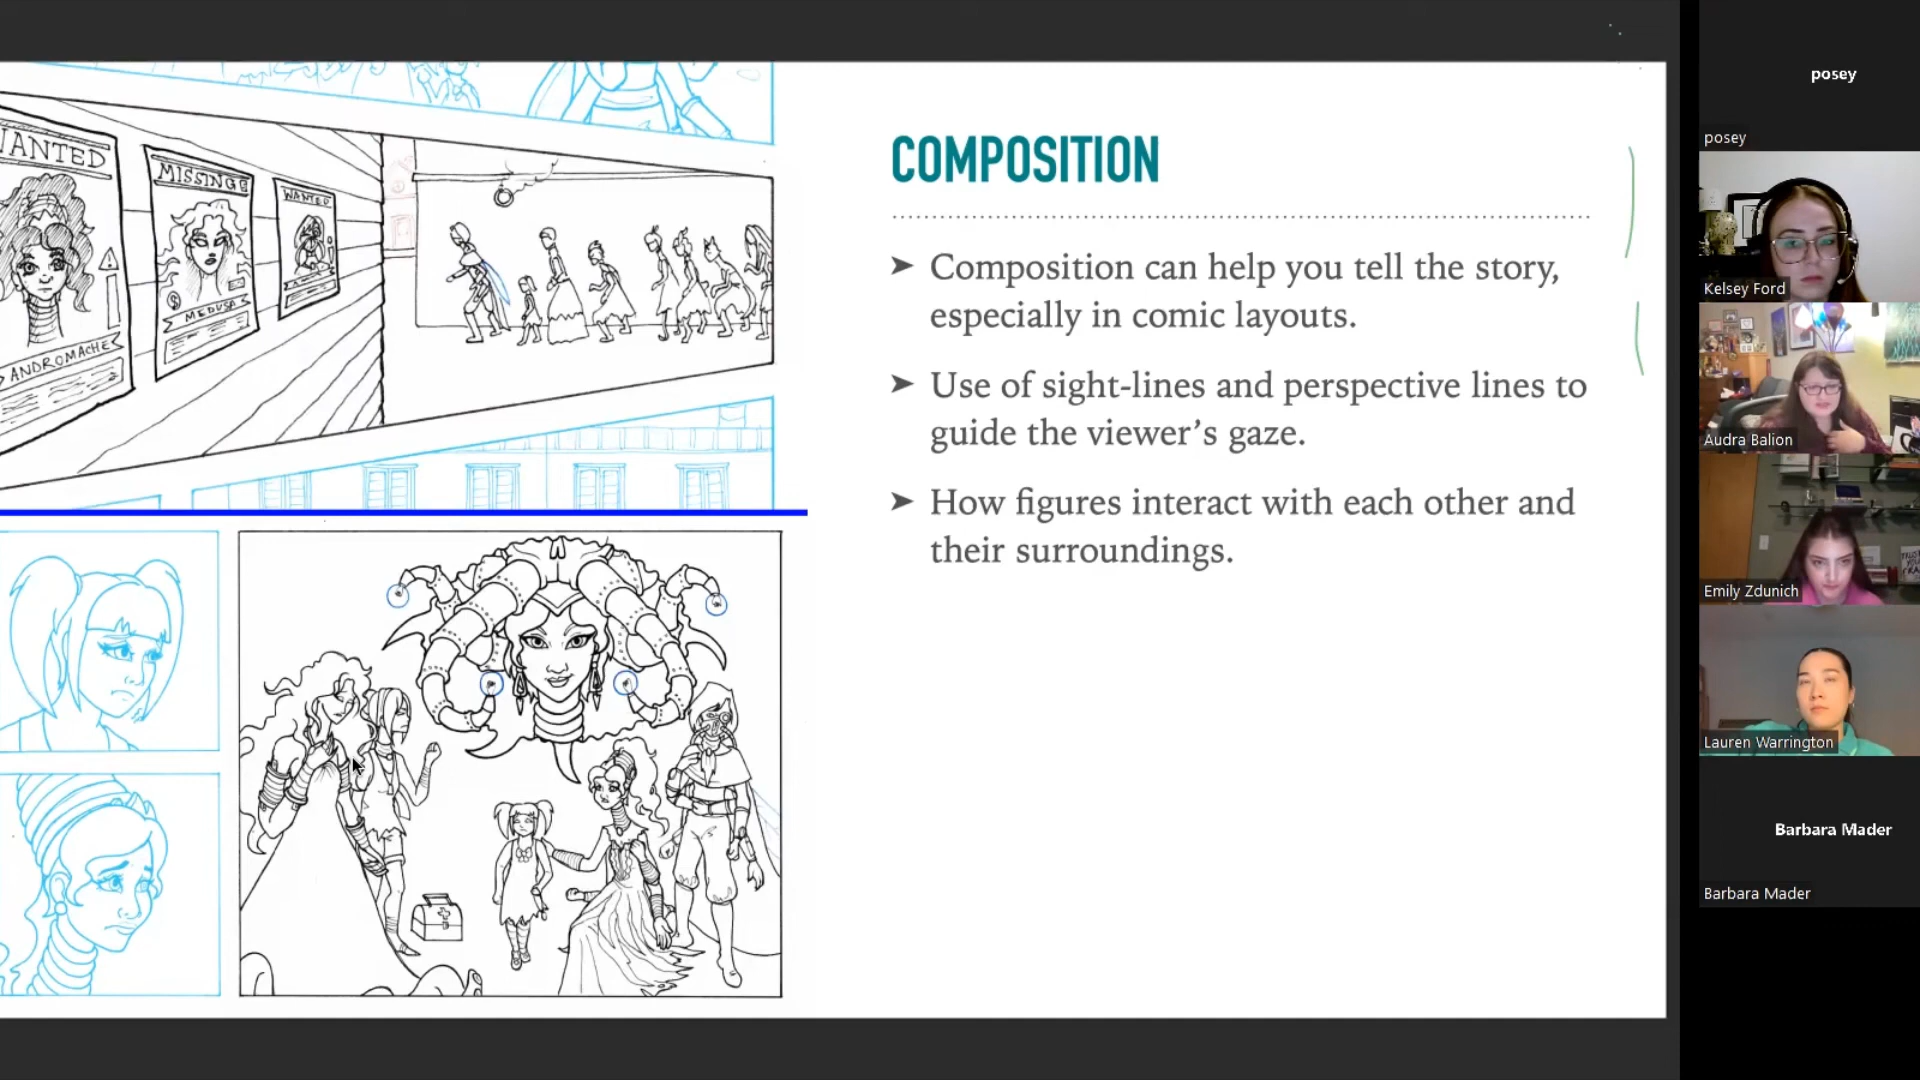 WANTED
ANDROMACHE
MISSING
MEDUSA
WANTED
COMPOSITION
➤ Composition can help you tell the story,
especially in comic layouts.
➤ Use of sight-lines and perspective lines to
guide the viewer’s gaze.
➤ How figures interact with each other and
their surroundings.
posey
posey
Kelsey Ford
Audra Balion
Emily Zdunich
Lauren Warrington
Barbara Mader
Barbara Mader